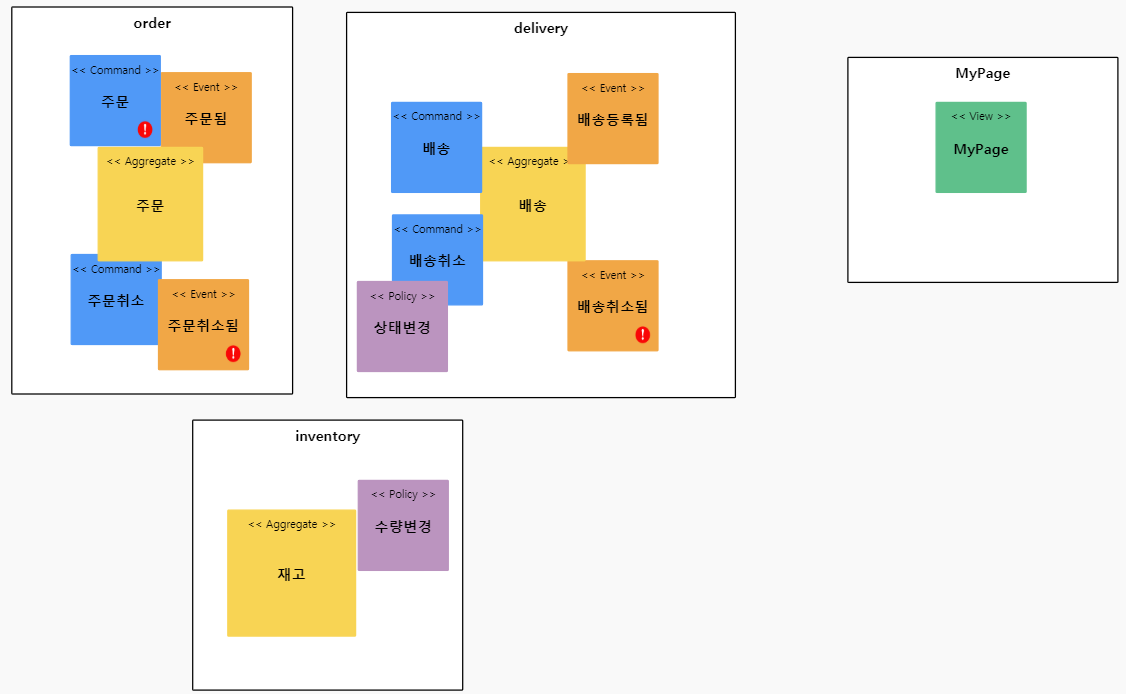 order
<< Command >>
주문
<< Event >>
주문됨
<< Aggregate >>
주문
<< Command >>
주문취소
<< Event >>
주문취소됨
delivery
<< Event >>
배송등록됨
<< Command >>
배송
<< Aggregate >>
배송
<< Command >>
배송취소
<< Event >>
배송취소됨
<< Policy >>
상태변경
MyPage
<< View >>
MyPage
inventory
<< Policy >>
수량변경
<< Aggregate >>
재고